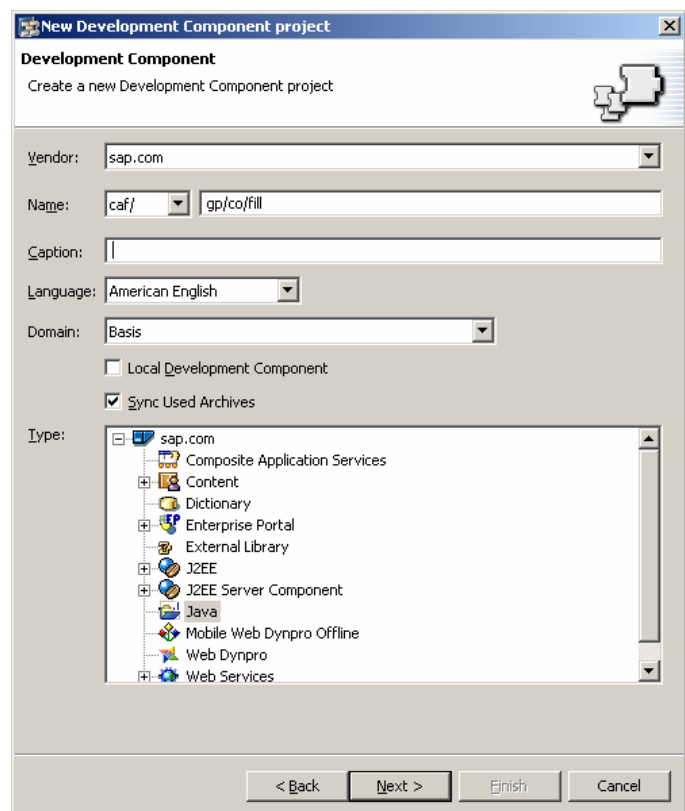 New Development Component project
Development Component
Create a new Development Component project
Vendor: sap.com
Name: caf/ gp/co/fill
Caption:
Language: American English
Domain: Basis
Local Development Component
Sync Used Archives
Type: sap.com
Composite Application Services
Content
Dictionary
Enterprise Portal
External Library
J2EE
J2EE Server Component
Java
Mobile Web Dynpro Offline
Web Dynpro
Web Services
< Back Next > Finish Cancel